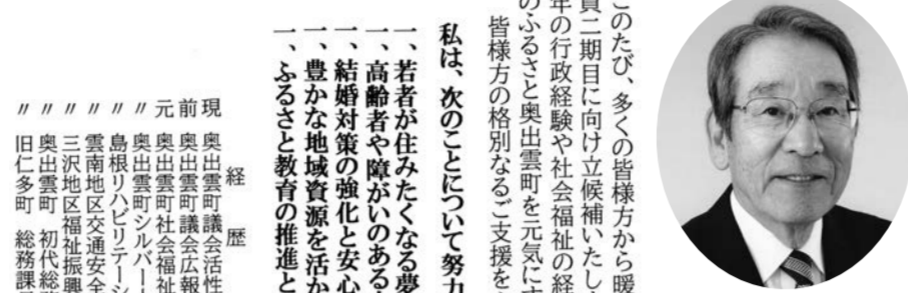 このたび、多くの皆様方から暖
員二期目に向け立候補いたし
年の行政経験や社会福祉の経
のふるさと奥出雲町を元気にす
皆様方の格別なるご支援を
私は、次のことについて努力
一、若者が住みたくなる夢
一、高齢者や障がいのある
一、結婚対策の強化と安心
一、豊かな地域資源を活か
一、ふるさと教育の推進と
経歴
現 奥出雲町議会活性
前 奥出雲町議会広報
元 奥出雲町社会福祉
〃 奥出雲町シルバー
〃 島根リハビリテーシ
〃 雲南地区交通安全
〃 三沢地区福祉振興
〃 奥出雲町 初代総務
〃 旧仁多町 総務課